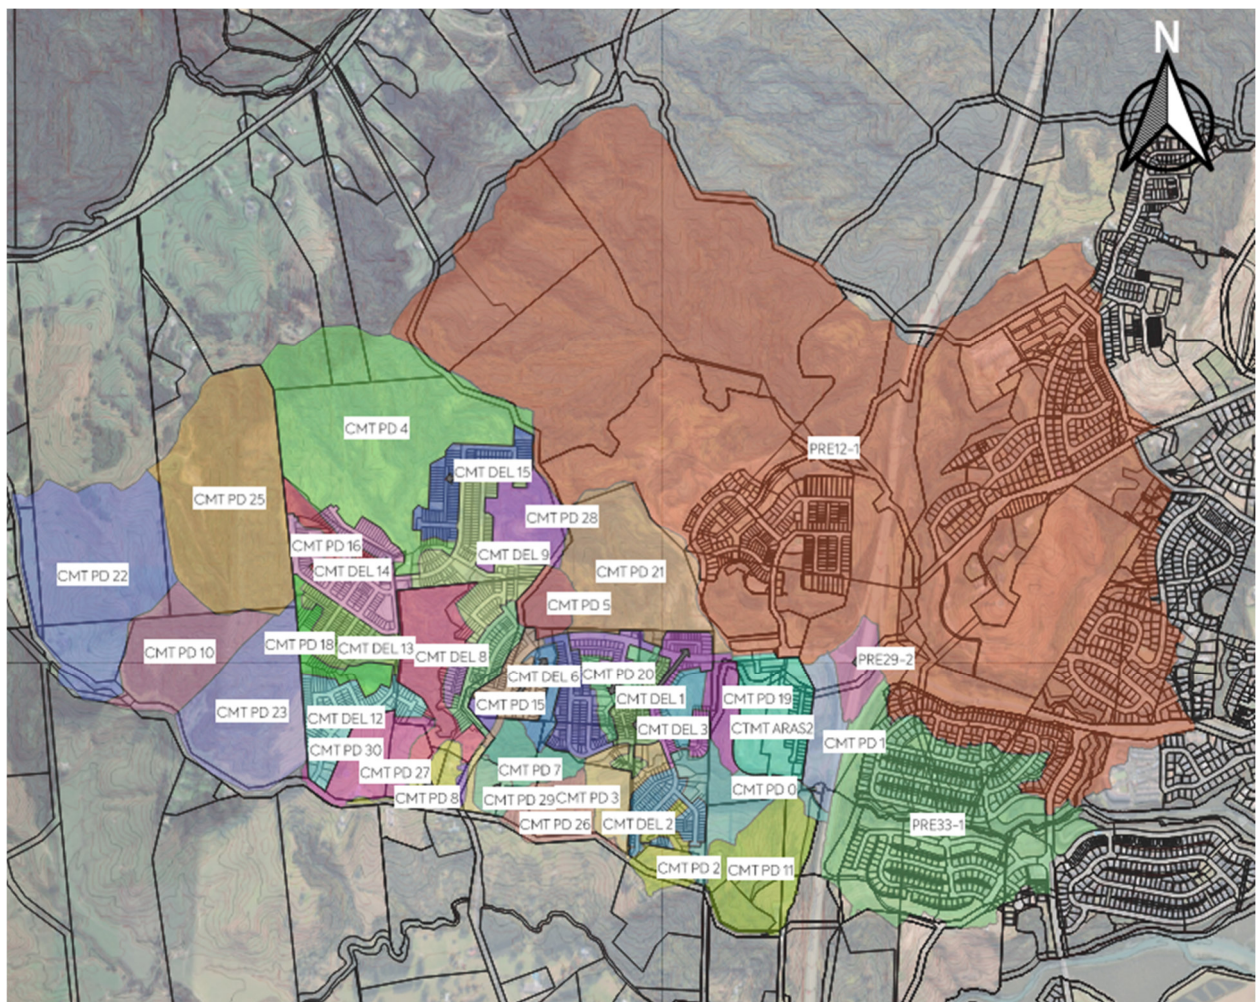 N
CMT PD 4
PRE12-1
CMT DEL 15
CMT PD 25
CMT PD 28
CMT PD 16
CMT DEL 9
CMT DEL 14
CMT PD 21
CMT PD 22
CMT PD 5
CMT PD 18
CMT DEL 13
CMT PD 10
CMT DEL 8
PRE29-2
CMT DEL 6
CMT PD 20
CMT DEL 1
CMT PD 19
CMT PD 15
CMT PD 23
CMT DEL 12
CMT DEL 3
CTMT ARAS2
CMT PD 1
CMT PD 30
CMT PD 27
CMT PD 7
CMT PD 0
CMT PD 8
CMT PD 29
CMT PD 3
CMT PD 26
CMT DEL 2
PRE33-1
CMT PD 2
CMT PD 11